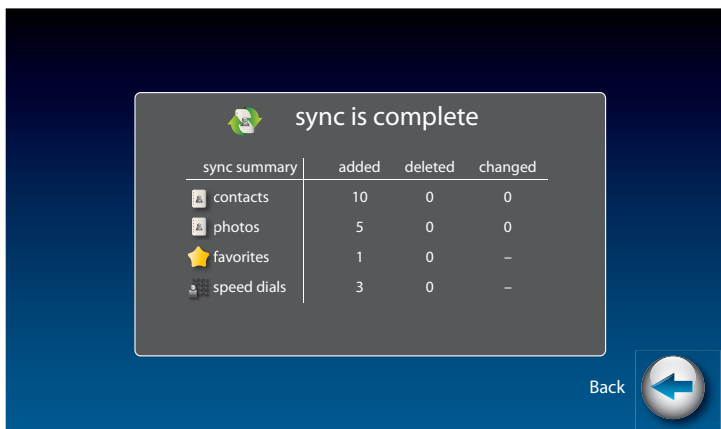 sync is complete
sync summary added deleted changed
contacts 10 0 0
photos 5 0 0
favorites 1 0 –
speed dials 3 0 –
Back